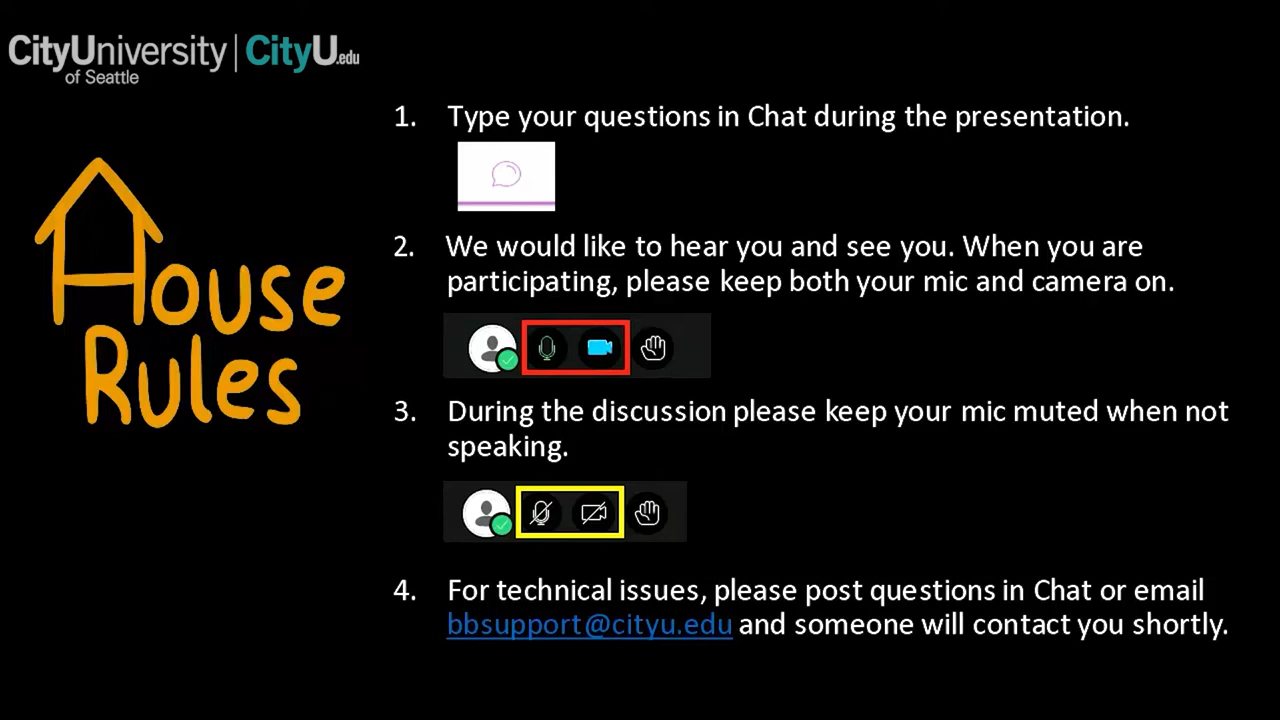 CityUniversity | CityU.edu
of Seattle
House
Rules
1. Type your questions in Chat during the presentation.
2. We would like to hear you and see you. When you are
participating, please keep both your mic and camera on.
3. During the discussion please keep your mic muted when not
speaking.
4. For technical issues, please post questions in Chat or email
bbsupport@cityu.edu and someone will contact you shortly.